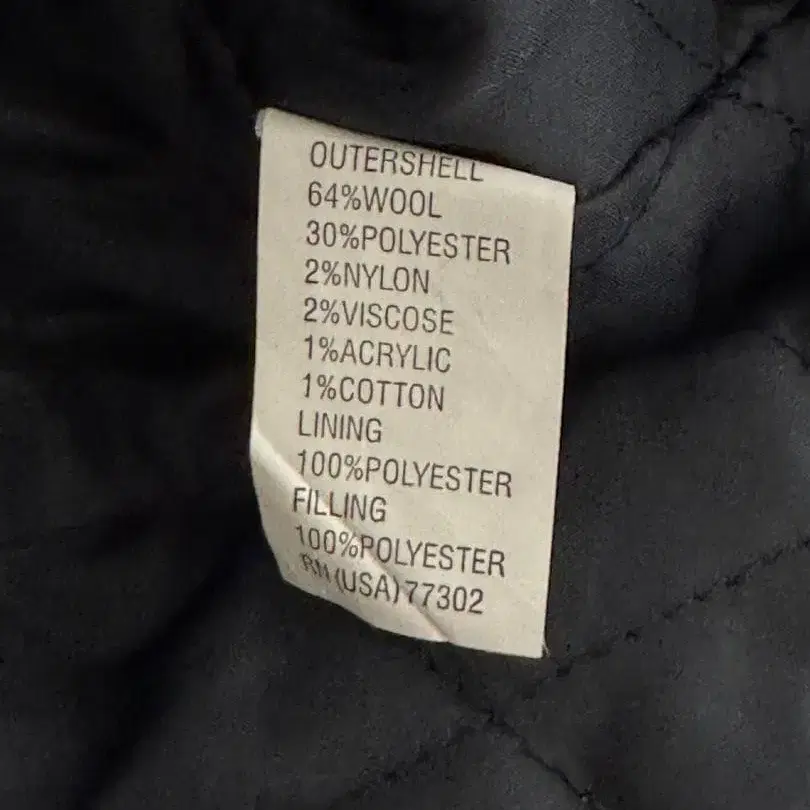 OUTERSHELL
64%WOOL
30%POLYESTER
2%NYLON
2%VISCOSE
1%ACRYLIC
1%COTTON
LINING
100%POLYESTER
FILLING
100%POLYESTER
RN(USA)77302